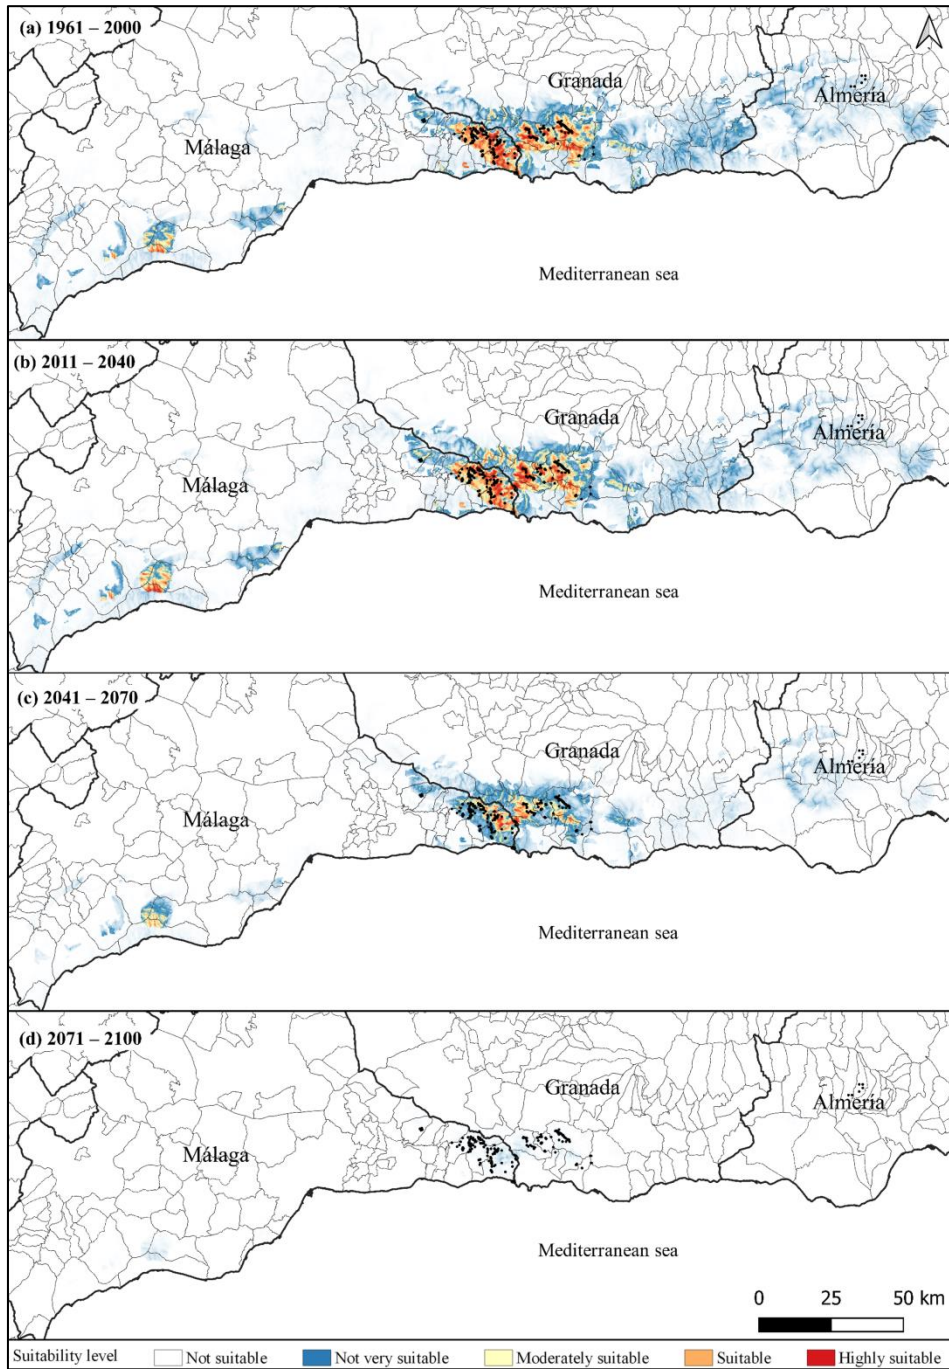 (a) 1961 – 2000
Granada
Almería
Málaga
Mediterranean sea
(b) 2011 – 2040
Granada
Almería
Málaga
Mediterranean sea
(c) 2041 – 2070
Granada
Almería
Málaga
Mediterranean sea
(d) 2071 – 2100
Granada
Almería
Málaga
Mediterranean sea
0 25 50 km
Suitability level Not suitable Not very suitable Moderately suitable Suitable Highly suitable